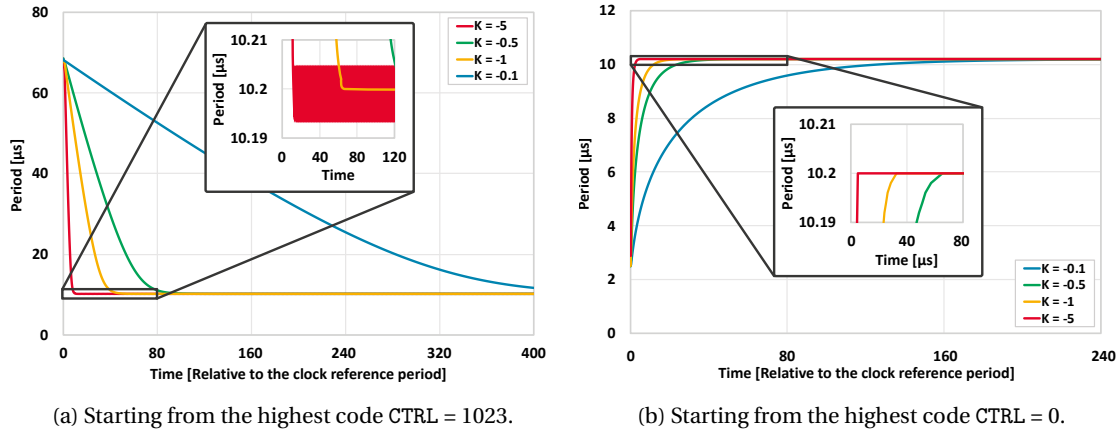 80
60
40
20
0
Period [µs]
0
80
160
240
320
400
Time [Relative to the clock reference period]
K = -5
K = -0.5
K = -1
K = -0.1
10.21
10.2
10.19
Period [µs]
0
40
80
120
Time
(a) Starting from the highest code CTRL = 1023.
12
10
8
6
4
2
0
Period [µs]
0
80
160
240
Time [Relative to the clock reference period]
10.21
10.2
10.19
Period [µs]
0
40
80
Time [µs]
K = -0.1
K = -0.5
K = -1
K = -5
(b) Starting from the highest code CTRL = 0.